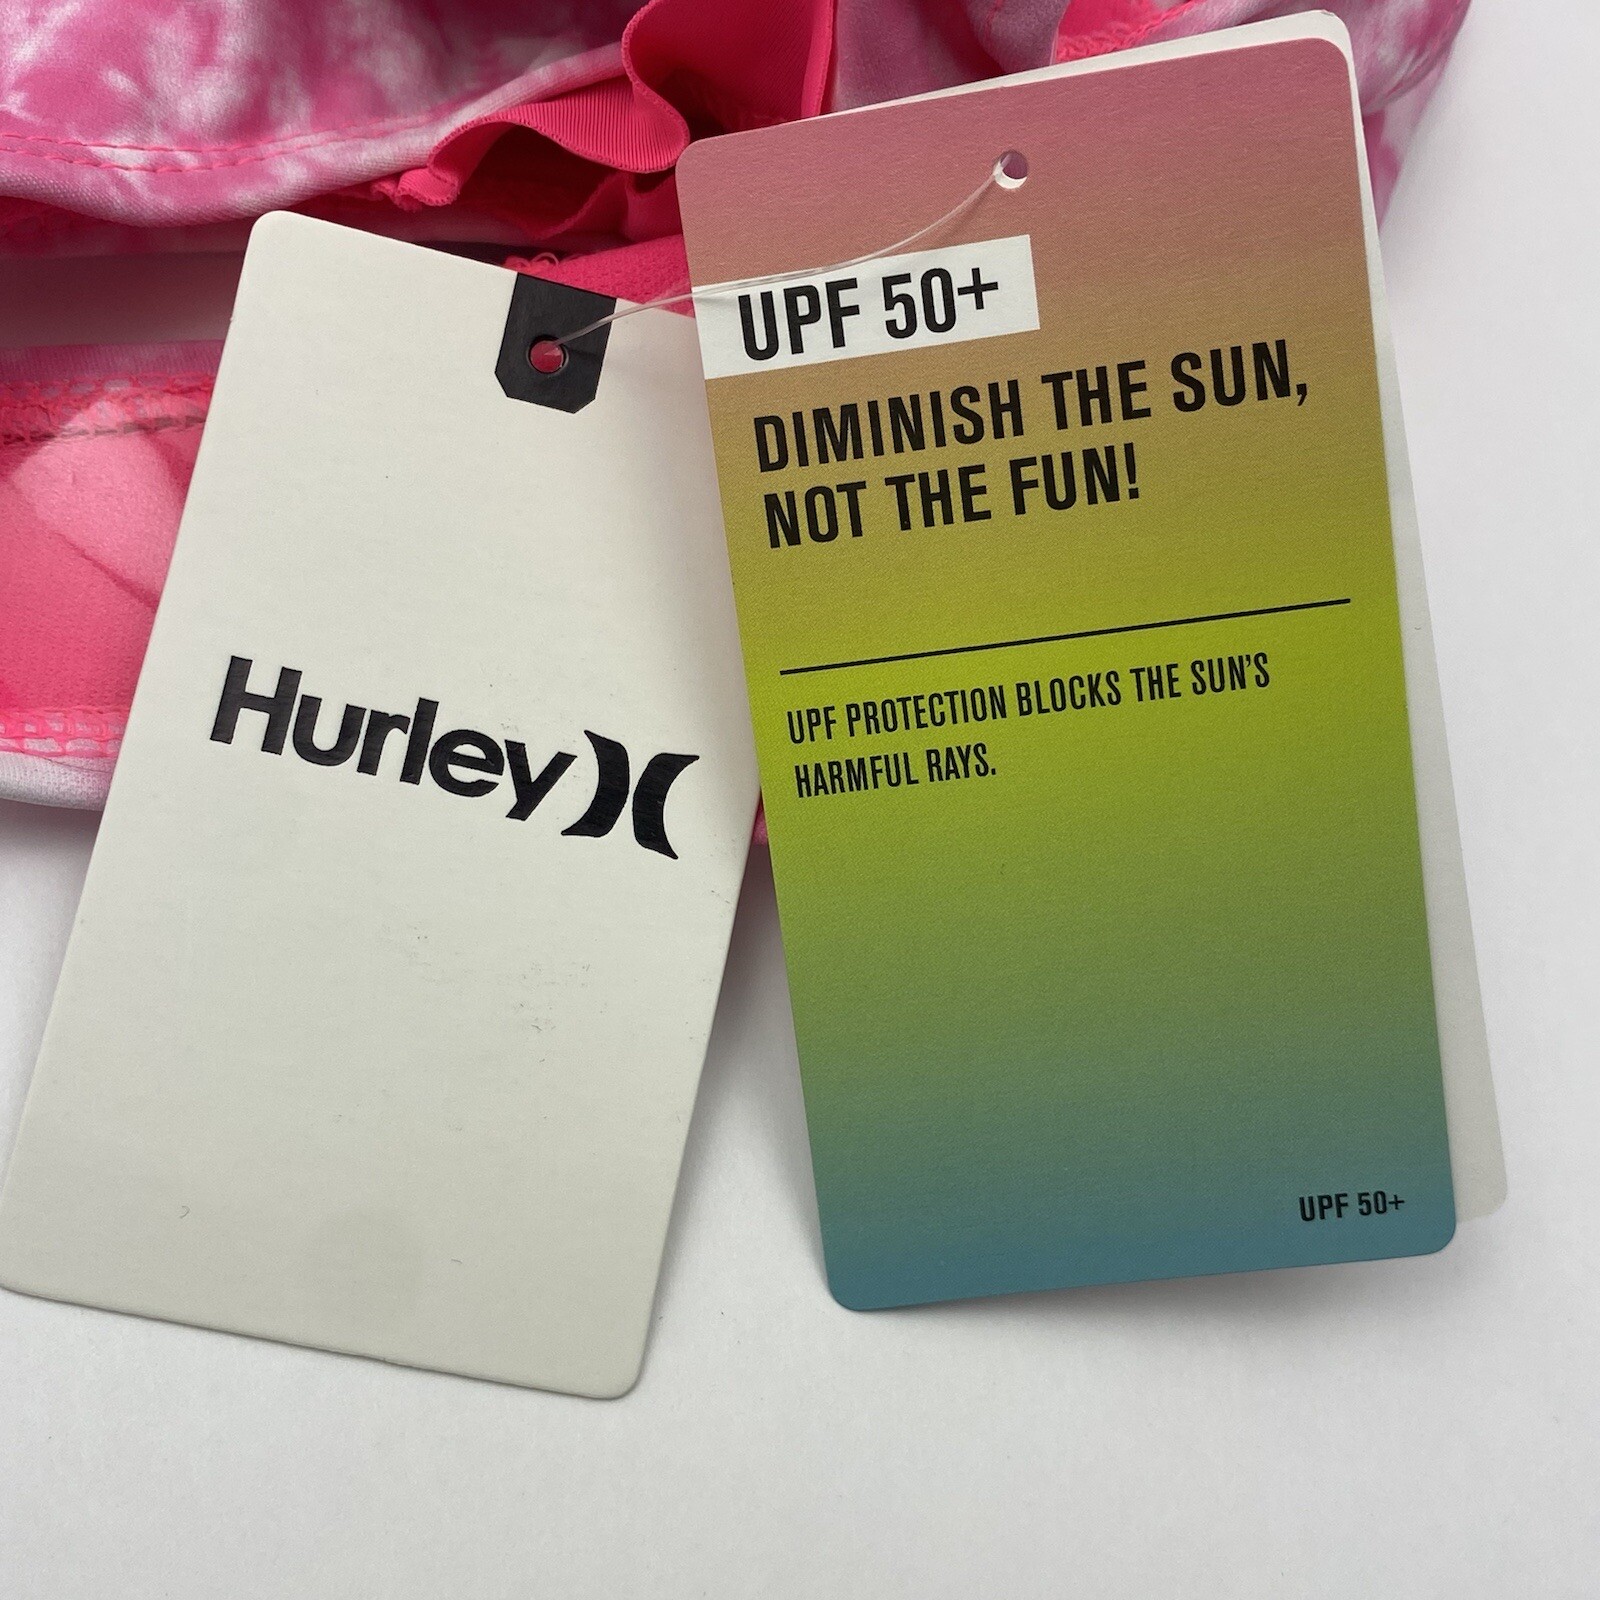 Hurley
UPF 50+
DIMINISH THE SUN,
NOT THE FUN!
UPF PROTECTION BLOCKS THE SUN'S
HARMFUL RAYS.
UPF 50+